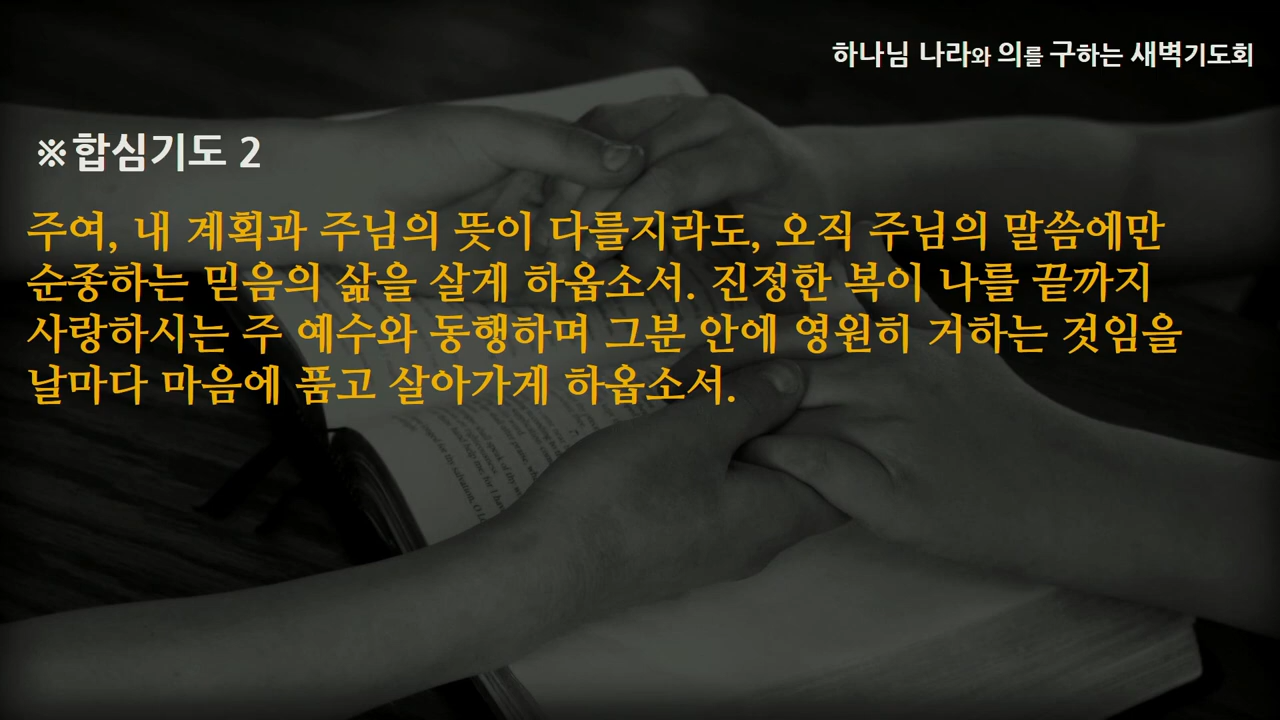 하나님 나라와 의를 구하는 새벽기도회
※합심기도 2
주여, 내 계획과 주님의 뜻이 다를지라도, 오직 주님의 말씀에만
순종하는 믿음의 삶을 살게 하옵소서. 진정한 복이 나를 끝까지
사랑하시는 주 예수와 동행하며 그분 안에 영원히 거하는 것임을
날마다 마음에 품고 살아가게 하옵소서.